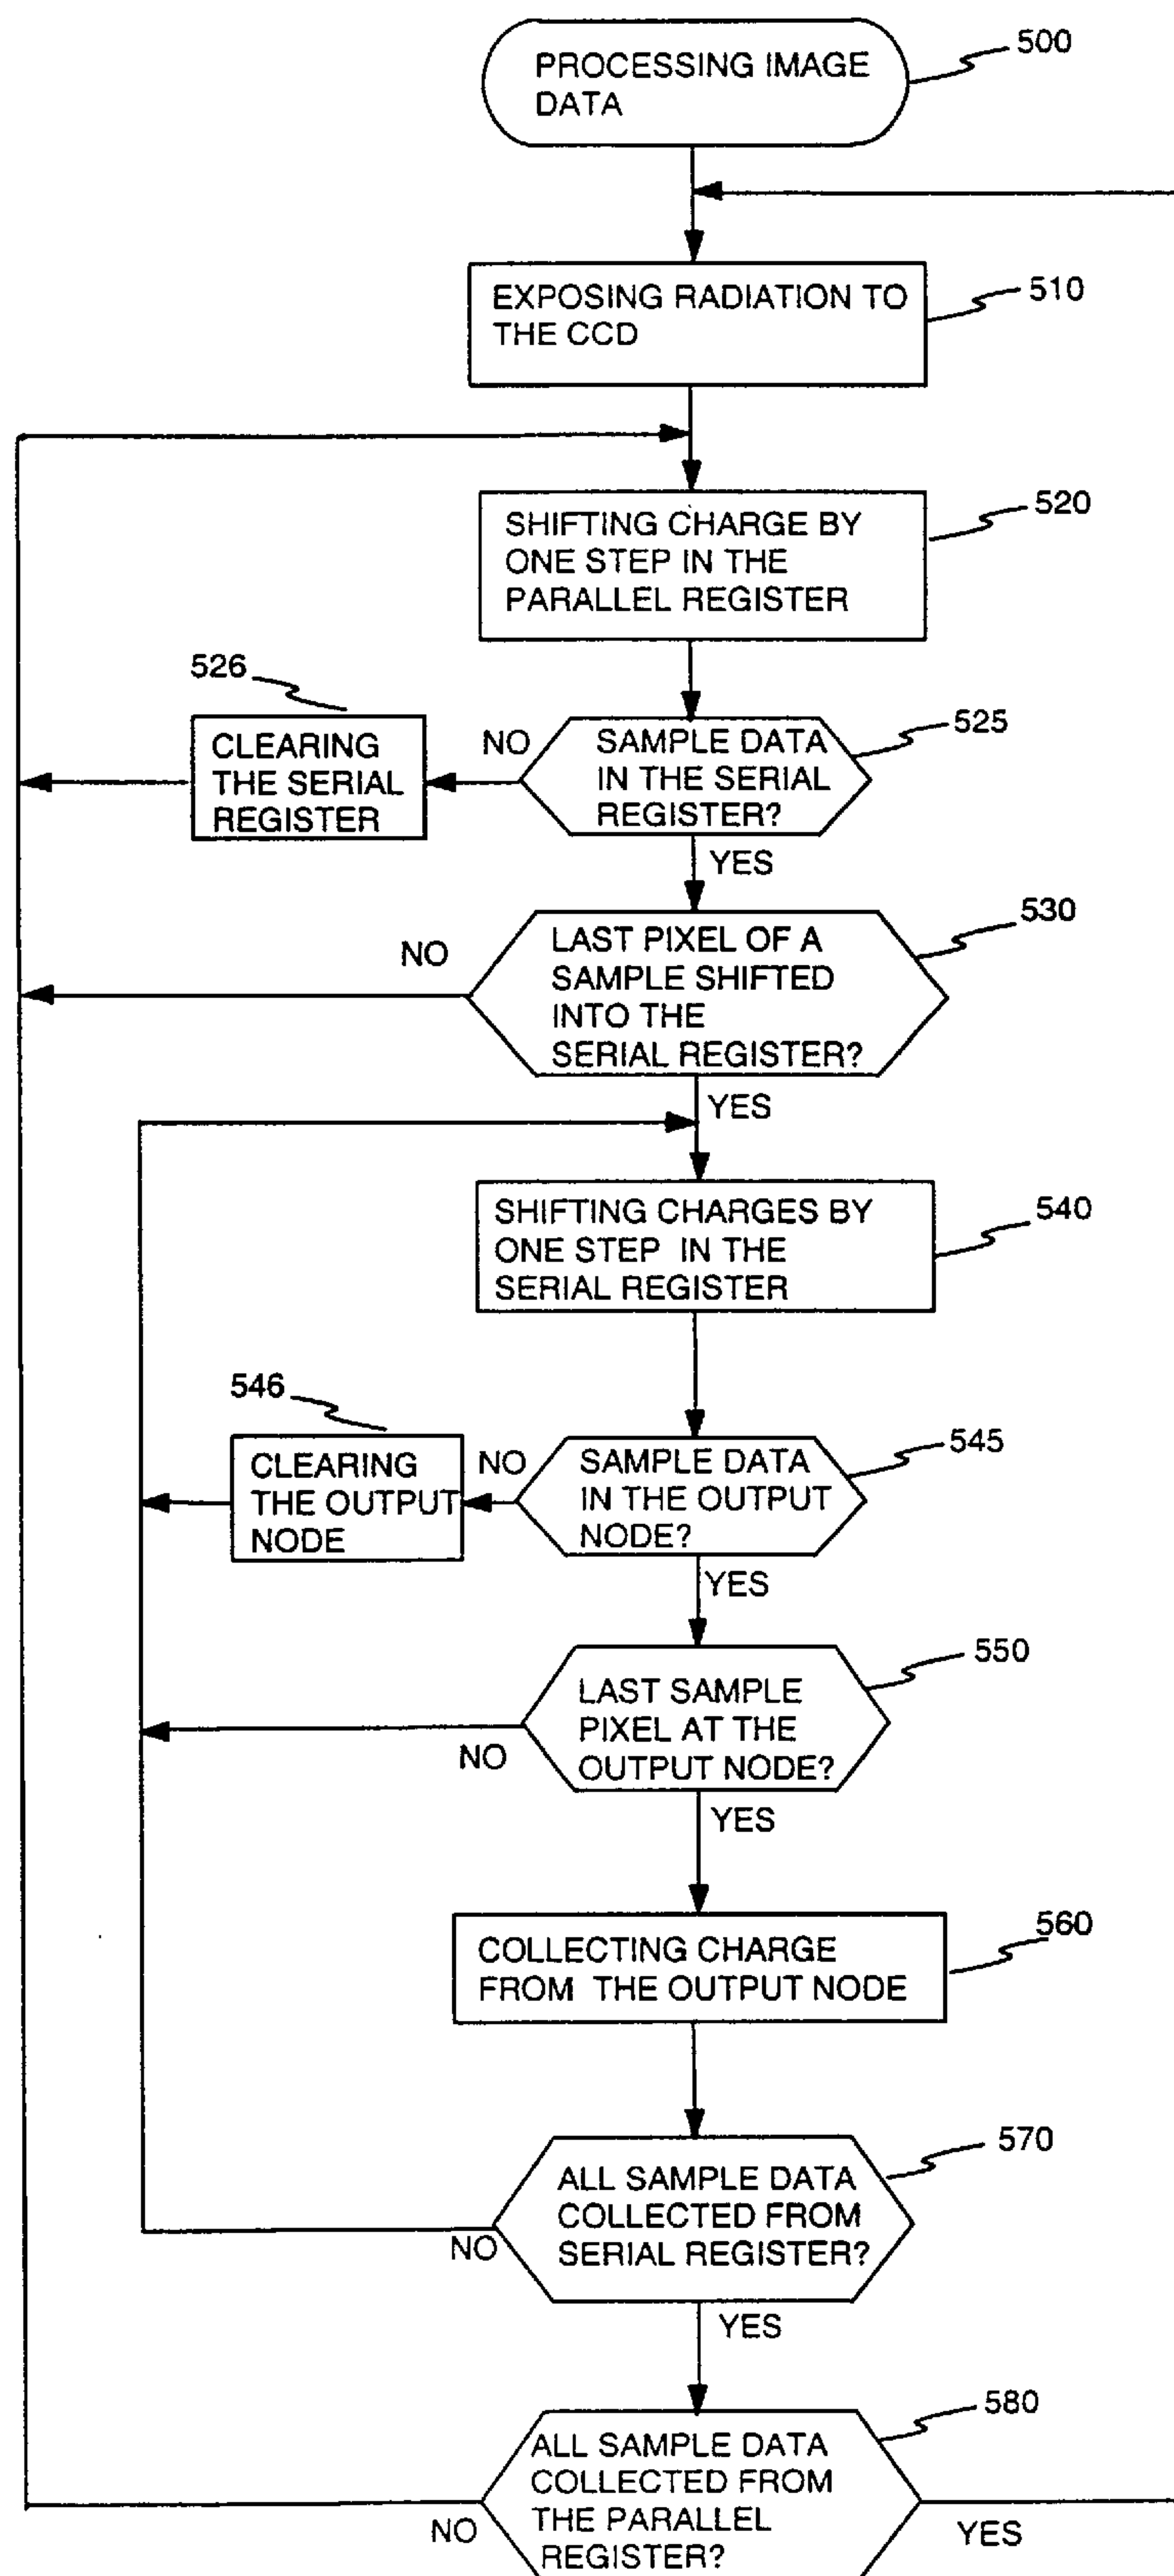 PROCESSING IMAGE
DATA
500
EXPOSING RADIATION TO
THE CCD
510
SHIFTING CHARGE BY
ONE STEP IN THE
PARALLEL REGISTER
520
526
CLEARING
THE SERIAL
REGISTER
NO
SAMPLE DATA
IN THE SERIAL
REGISTER?
525
YES
NO
LAST PIXEL OF A
SAMPLE SHIFTED
INTO THE
SERIAL REGISTER?
530
YES
SHIFTING CHARGES BY
ONE STEP IN THE
SERIAL REGISTER
540
546
CLEARING
THE OUTPUT
NODE
NO
SAMPLE DATA
IN THE OUTPUT
NODE?
545
YES
LAST SAMPLE
PIXEL AT THE
OUTPUT NODE?
550
NO
YES
COLLECTING CHARGE
FROM THE OUTPUT NODE
560
ALL SAMPLE DATA
COLLECTED FROM
SERIAL REGISTER?
570
NO
YES
ALL SAMPLE DATA
COLLECTED FROM
THE PARALLEL
REGISTER?
580
NO
YES